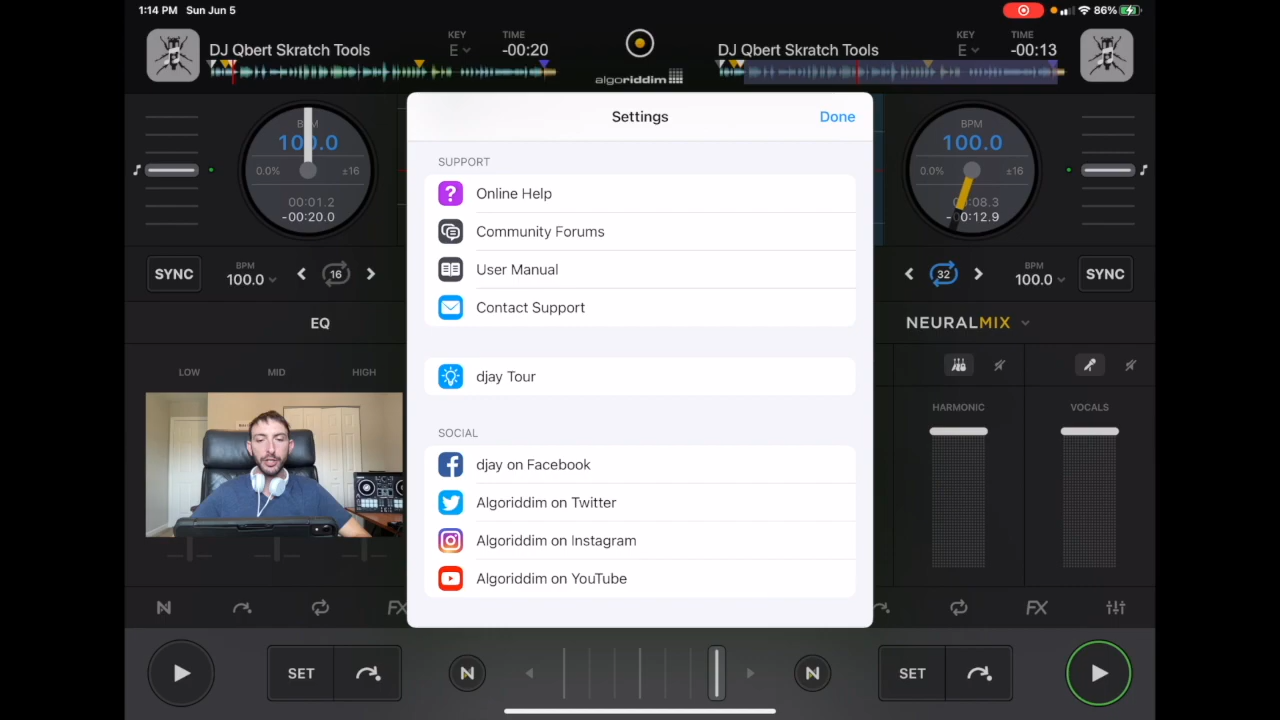 1:14 PM Sun Jun 5
86%
DJ Qbert Skratch Tools
KEY
E
TIME
-00:20
algoriddim
DJ Qbert Skratch Tools
KEY
E
TIME
-00:13
Settings
Done
BPM
100.0
0.0%
±16
00:01.2
-00:20.0
BPM
100.0
0.0%
±16
-00:12.9
SUPPORT
Online Help
Community Forums
User Manual
Contact Support
djay Tour
SOCIAL
djay on Facebook
Algoriddim on Twitter
Algoriddim on Instagram
Algoriddim on YouTube
SYNC
BPM
100.0
16
32
BPM
100.0
SYNC
EQ
NEURALMIX
LOW
MID
HIGH
HARMONIC
VOCALS
FX
FX
SET
N
N
SET